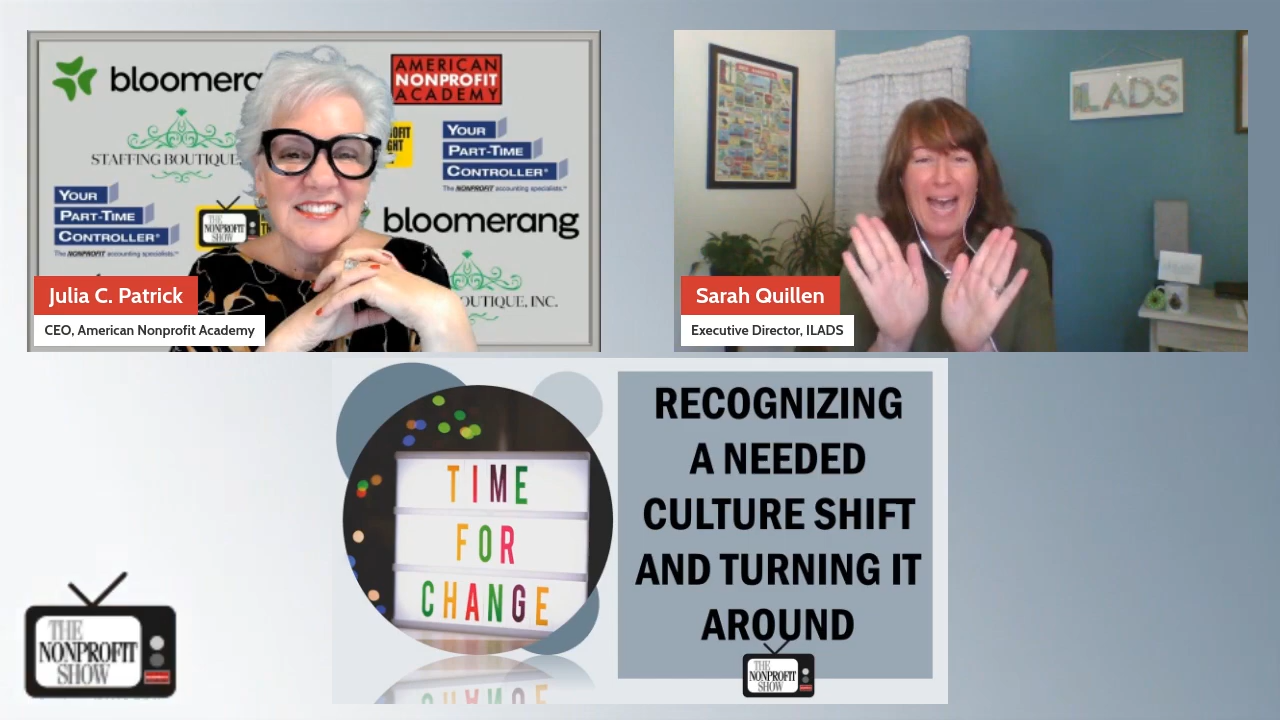 bloomerang
AMERICAN
NONPROFIT
ACADEMY
STAFFING BOUTIQUE,
YOUR
PART-TIME
CONTROLLER®
The NONPROFIT accounting specialists.™
YOUR
PART-TIME
CONTROLLER®
The NONPROFIT accounting specialists.™
THE
NONPROFIT
SHOW
bloomerang
BOUTIQUE, INC.
Julia C. Patrick
CEO, American Nonprofit Academy
ILADS
Sarah Quillen
Executive Director, ILADS
TIME
FOR
CHANGE
RECOGNIZING
A NEEDED
CULTURE SHIFT
AND TURNING IT
AROUND
THE
NONPROFIT
SHOW
THE
NONPROFIT
SHOW